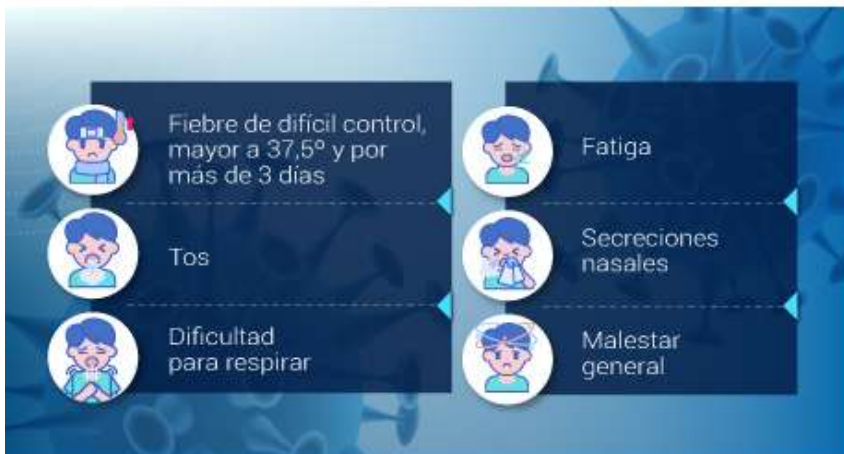 Fiebre de difícil control,
mayor a 37,5º y por
más de 3 días
Tos
Dificultad
para respirar
Fatiga
Secreciones
nasales
Malestar
general